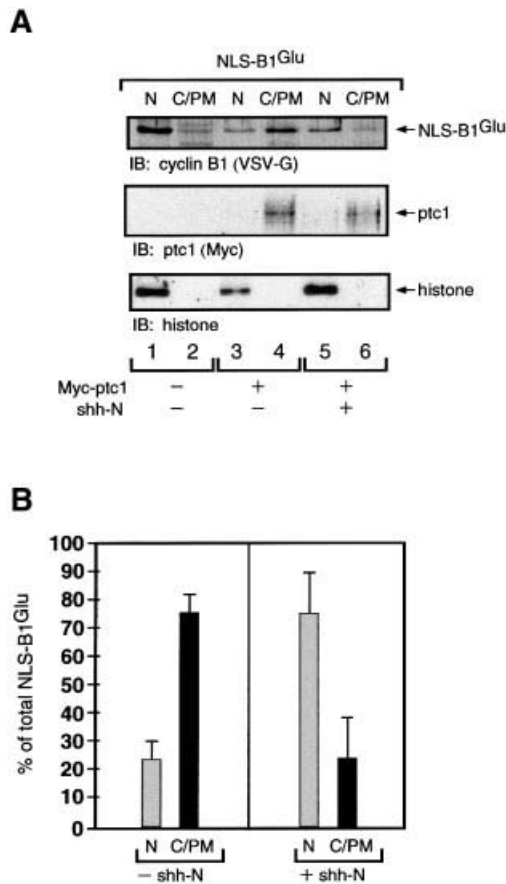 A
NLS-B1Glu
N C/PM N C/PM N C/PM
NLS-B1Glu
IB: cyclin B1 (VSV-G)
ptc1
IB: ptc1 (Myc)
histone
IB: histone
1 2 3 4 5 6
Myc-ptc1 − + +
shh-N − − +
B
% of total NLS-B1Glu
100
90
80
70
60
50
40
30
20
10
0
N C/PM N C/PM
− shh-N + shh-N